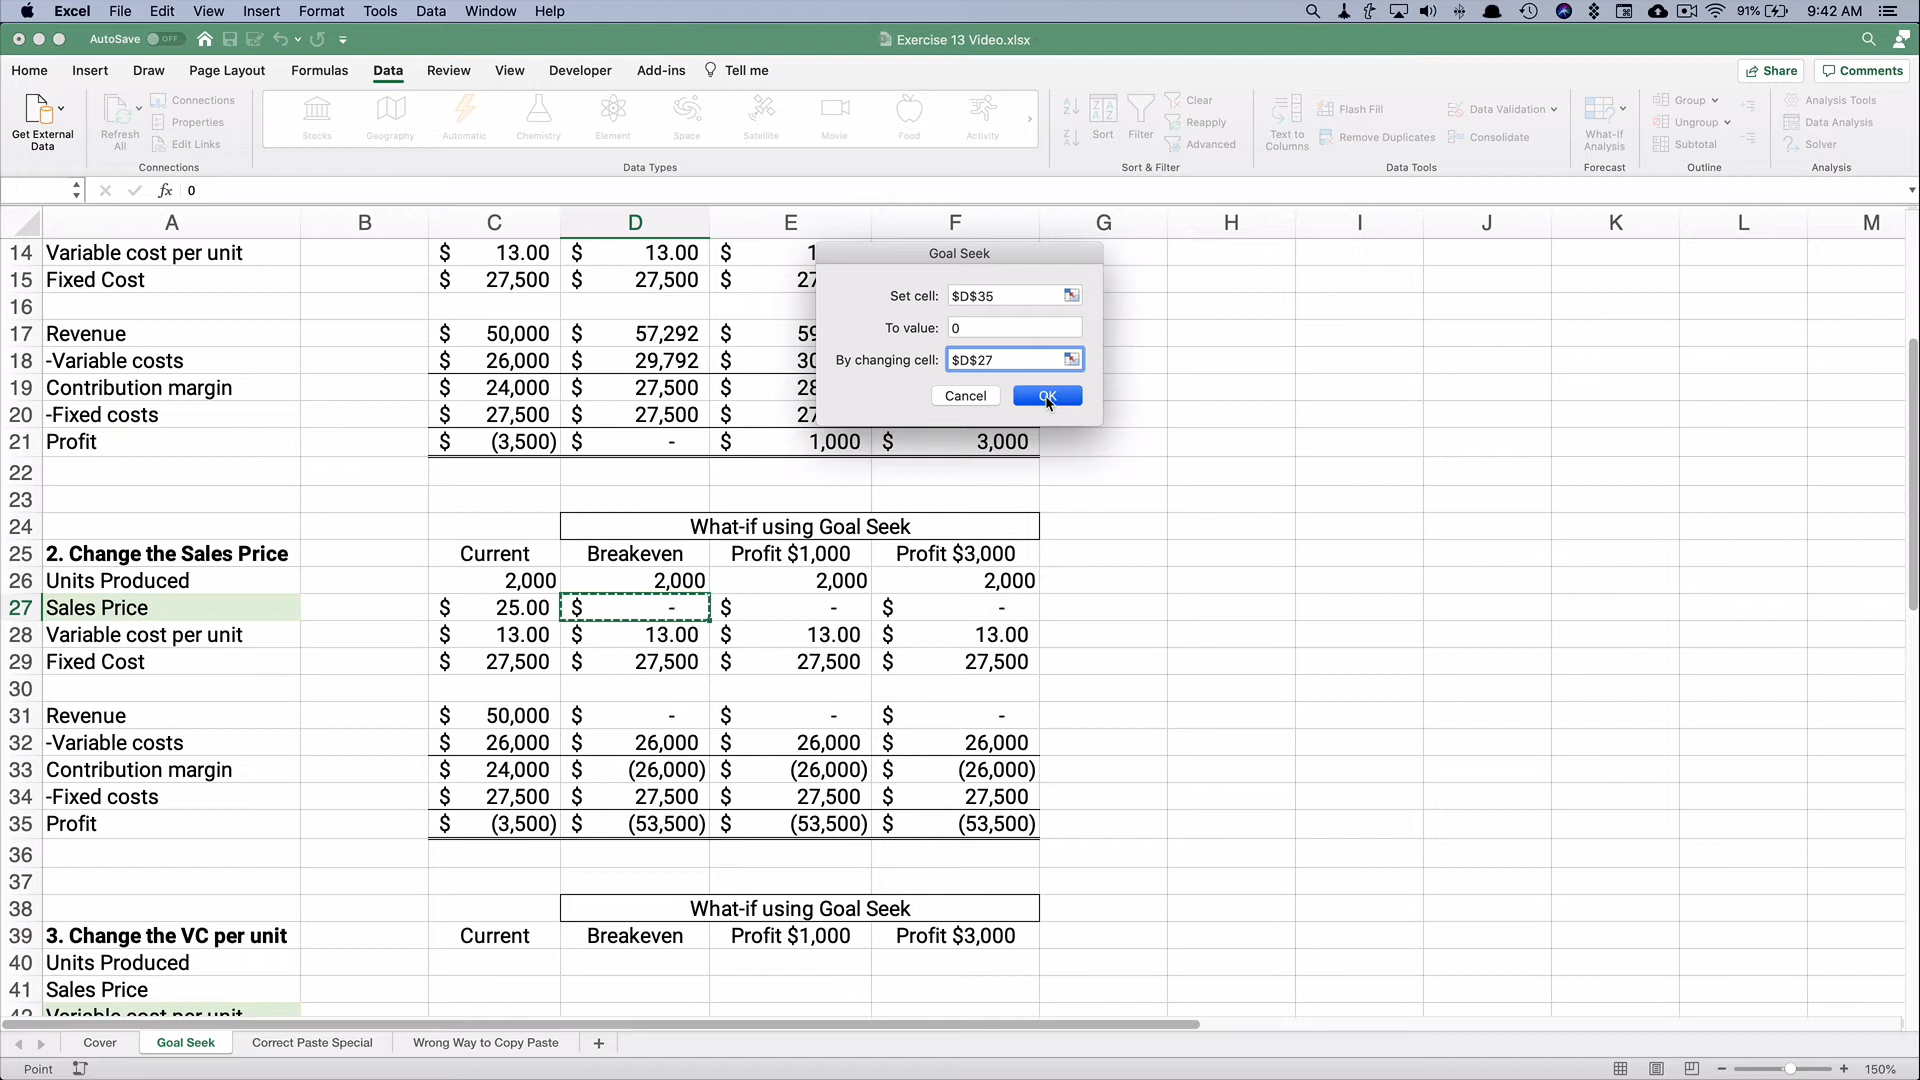 Excel File Edit View Insert Format Tools Data Window Help 91% 9:42 AM
AutoSave OFF Exercise 13 Video.xlsx
Home Insert Draw Page Layout Formulas Data Review View Developer Add-ins Tell me Share Comments
Get External Data
Refresh All
Connections
Properties
Edit Links
Connections
Stocks Geography Automatic Chemistry Element Space Satellite Movie Food Activity
Data Types
Sort
Filter
Clear
Reapply
Advanced
Sort & Filter
Text to Columns
Flash Fill
Remove Duplicates
Data Validation
Consolidate
Data Tools
What-If Analysis
Forecast
Group
Ungroup
Subtotal
Outline
Analysis Tools
Data Analysis
Solver
Analysis
fx 0
A B C D E F G H I J K L M
14 Variable cost per unit $ 13.00 $ 13.00 $ 1
15 Fixed Cost $ 27,500 $ 27,500 $ 27
16
17 Revenue $ 50,000 $ 57,292 $ 59
18 -Variable costs $ 26,000 $ 29,792 $ 30
19 Contribution margin $ 24,000 $ 27,500 $ 28
20 -Fixed costs $ 27,500 $ 27,500 $ 27
21 Profit $ (3,500) $ - $ 1,000 $ 3,000
Goal Seek
Set cell: $D$35
To value: 0
By changing cell: $D$27
Cancel OK
22
23
24 What-if using Goal Seek
25 2. Change the Sales Price Current Breakeven Profit $1,000 Profit $3,000
26 Units Produced 2,000 2,000 2,000 2,000
27 Sales Price $ 25.00 $ - $ - $ -
28 Variable cost per unit $ 13.00 $ 13.00 $ 13.00 $ 13.00
29 Fixed Cost $ 27,500 $ 27,500 $ 27,500 $ 27,500
30
31 Revenue $ 50,000 $ - $ - $ -
32 -Variable costs $ 26,000 $ 26,000 $ 26,000 $ 26,000
33 Contribution margin $ 24,000 $ (26,000) $ (26,000) $ (26,000)
34 -Fixed costs $ 27,500 $ 27,500 $ 27,500 $ 27,500
35 Profit $ (3,500) $ (53,500) $ (53,500) $ (53,500)
36
37
38 What-if using Goal Seek
39 3. Change the VC per unit Current Breakeven Profit $1,000 Profit $3,000
40 Units Produced
41 Sales Price
42 Variable cost per unit
Cover Goal Seek Correct Paste Special Wrong Way to Copy Paste +
Point 150%